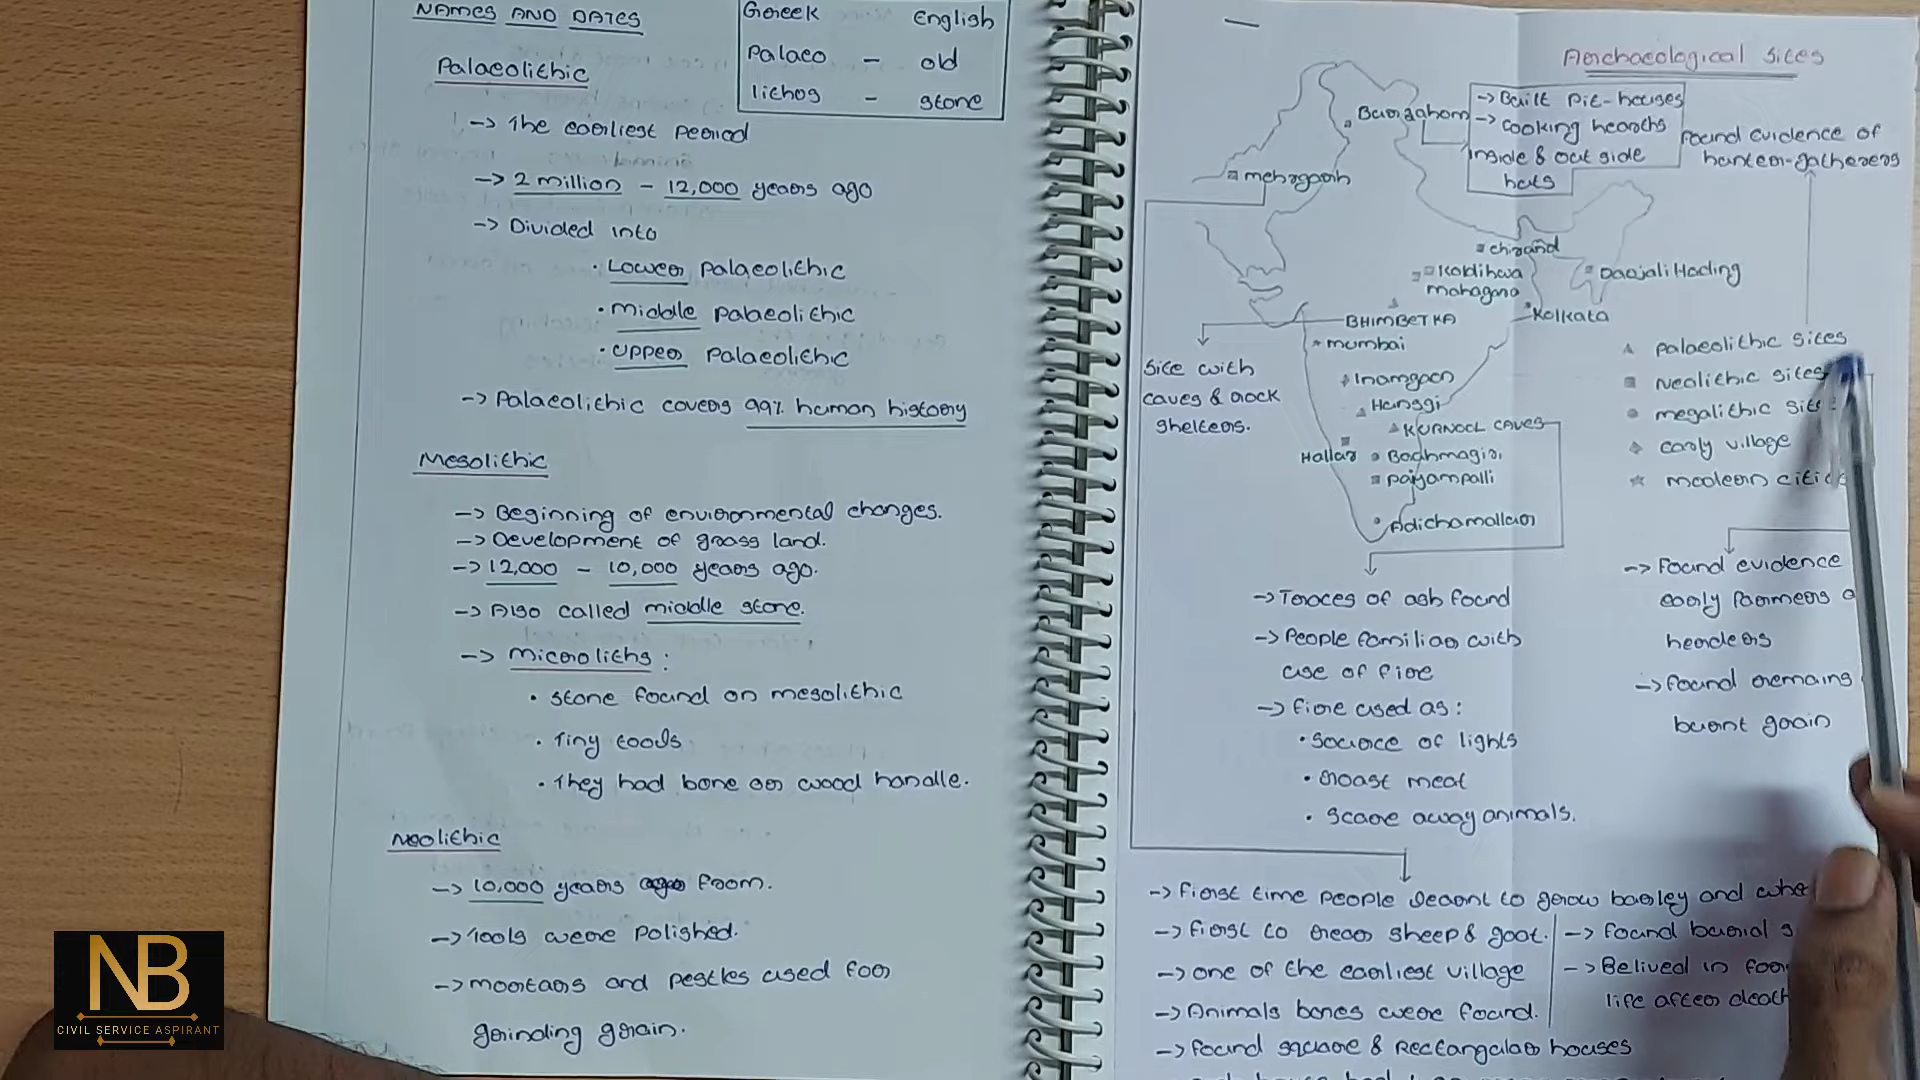 NAMES AND DATES
Greek English
Palaeo - old
lithos - stone
Palaeolithic
-> The earliest period
-> 2 million - 12,000 years ago
-> Divided into
· Lower Palaeolithic
· Middle Palaeolithic
· Upper Palaeolithic
-> Palaeolithic covers 99% human history
Mesolithic
-> Beginning of environmental changes.
-> Development of grass land.
-> 12,000 - 10,000 years ago.
-> Also called middle stone.
-> Microliths :
· Stone found on mesolithic
· Tiny tools
· They had bone or wood handle.
Neolithic
-> 10,000 years ago from.
-> Tools were polished.
-> mortars and pestles used for
grinding grain.
Archaeological Sites
Burzahom
-> Built Pit-houses
-> cooking hearths
inside & out side
huts
Found evidence of
hunter-gatherers
mehrgarh
chirand
Koldihwa
mahagara
Daojali Hading
BHIMBETKA
Kolkata
mumbai
Inamgaon
Hunsgi
KURNOOL CAVES
Hallur
Brahmagiri
Paiyampalli
Adichanallur
Site with
caves & rock
shelters.
palaeolithic sites
neolithic sites
megalithic
early village
modern
-> Traces of ash found
-> People familiar with
use of fire
-> fire used as :
· Source of lights
· roast meat
· Scare away animals.
-> found evidence
early farmers
herders
-> found remains
burnt grain
-> first time people learnt to grow barley and
-> first to rear sheep & goat.
-> one of the earliest village
-> Animals bones were found.
-> found square & Rectangular houses
-> found burial
-> Belived in
life after death
NB
CIVIL SERVICE ASPIRANT